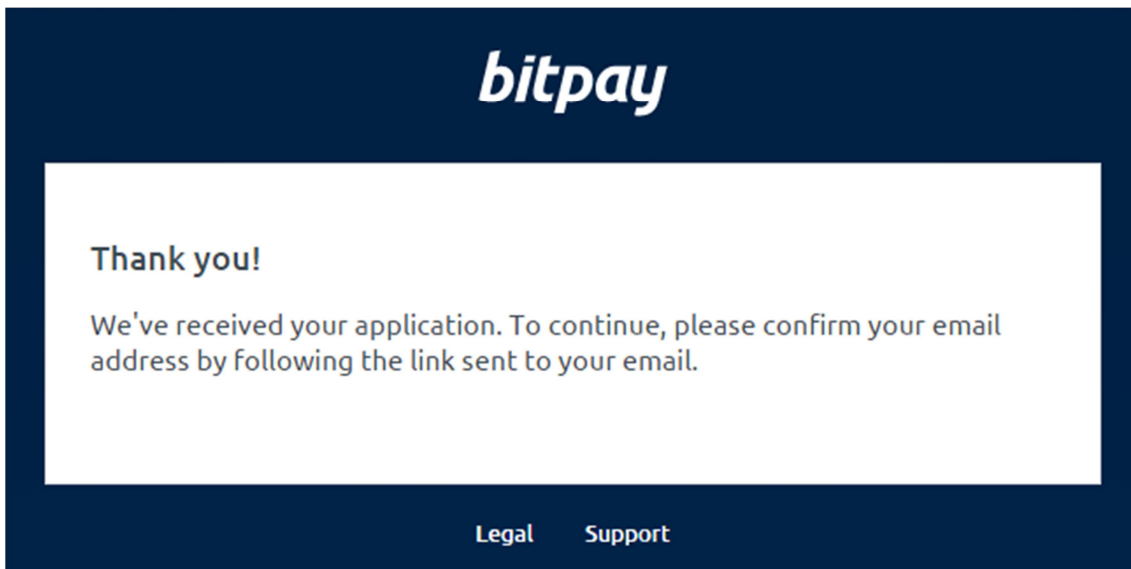 bitpay
Thank you!
We've received your application. To continue, please confirm your email
address by following the link sent to your email.
Legal Support